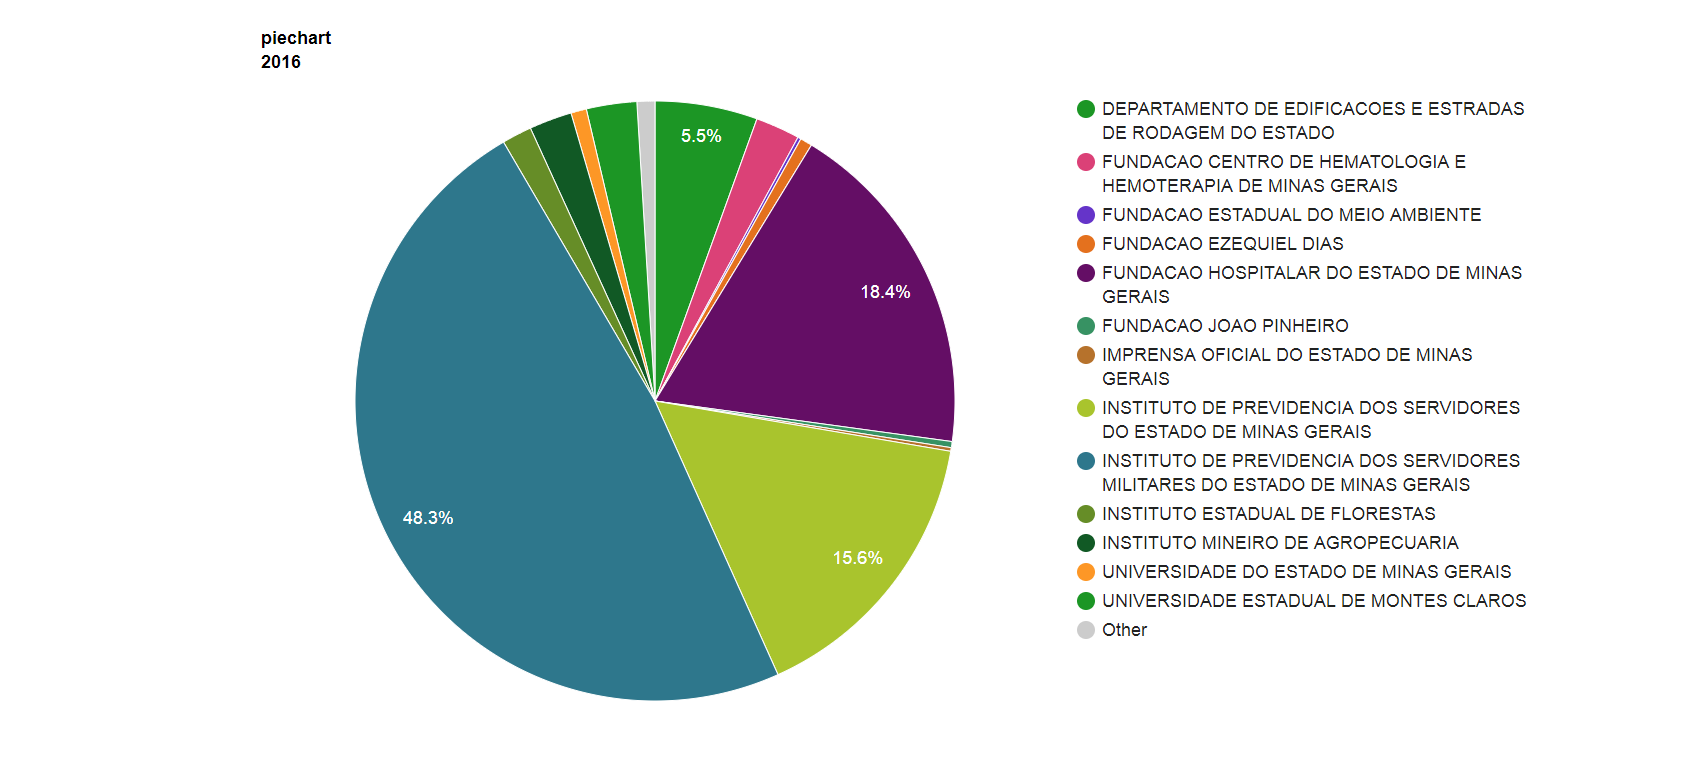 piechart
2016
5.5%
18.4%
15.6%
48.3%
DEPARTAMENTO DE EDIFICACOES E ESTRADAS
DE RODAGEM DO ESTADO
FUNDACAO CENTRO DE HEMATOLOGIA E
HEMOTERAPIA DE MINAS GERAIS
FUNDACAO ESTADUAL DO MEIO AMBIENTE
FUNDACAO EZEQUIEL DIAS
FUNDACAO HOSPITALAR DO ESTADO DE MINAS
GERAIS
FUNDACAO JOAO PINHEIRO
IMPRENSA OFICIAL DO ESTADO DE MINAS
GERAIS
INSTITUTO DE PREVIDENCIA DOS SERVIDORES
DO ESTADO DE MINAS GERAIS
INSTITUTO DE PREVIDENCIA DOS SERVIDORES
MILITARES DO ESTADO DE MINAS GERAIS
INSTITUTO ESTADUAL DE FLORESTAS
INSTITUTO MINEIRO DE AGROPECUARIA
UNIVERSIDADE DO ESTADO DE MINAS GERAIS
UNIVERSIDADE ESTADUAL DE MONTES CLAROS
Other